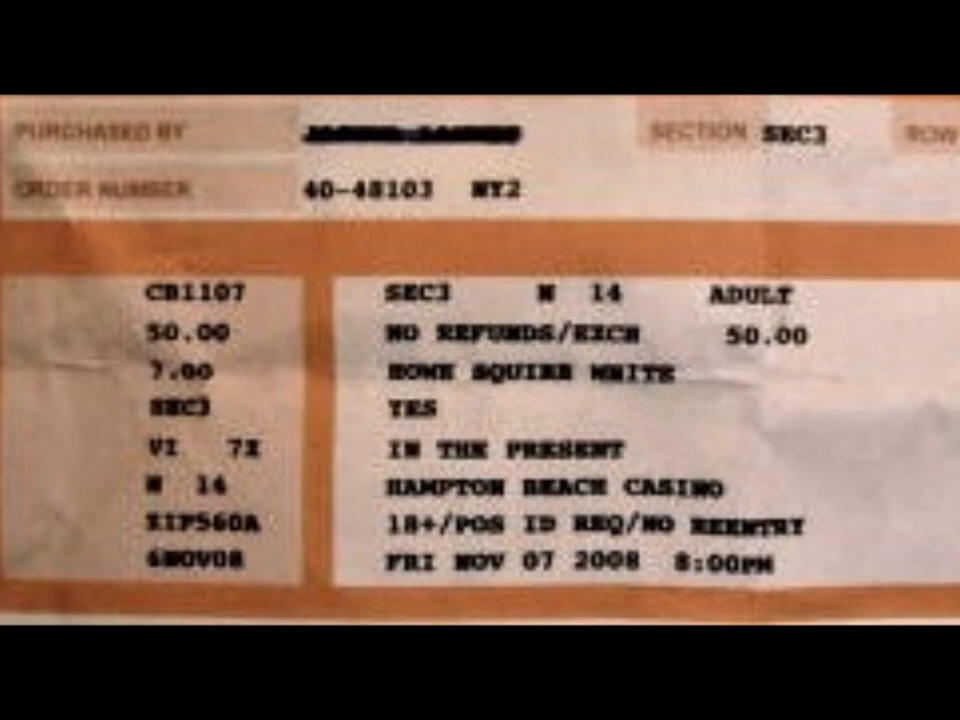 PURCHASED BY SECTION SEC3 ROW
ORDER NUMBER 40-48103 NY2
CB1107 SEC3 N 14 ADULT
50.00 NO REFUNDS/EXCH 50.00
7.00 HOWE SQUIRE WHITE
SEC3 YES
VI 7X IN THE PRESENT
N 14 HAMPTON BEACH CASINO
ZIP560A 18+/POS ID REQ/NO REENTRY
6NOV08 FRI NOV 07 2008 8:00PM